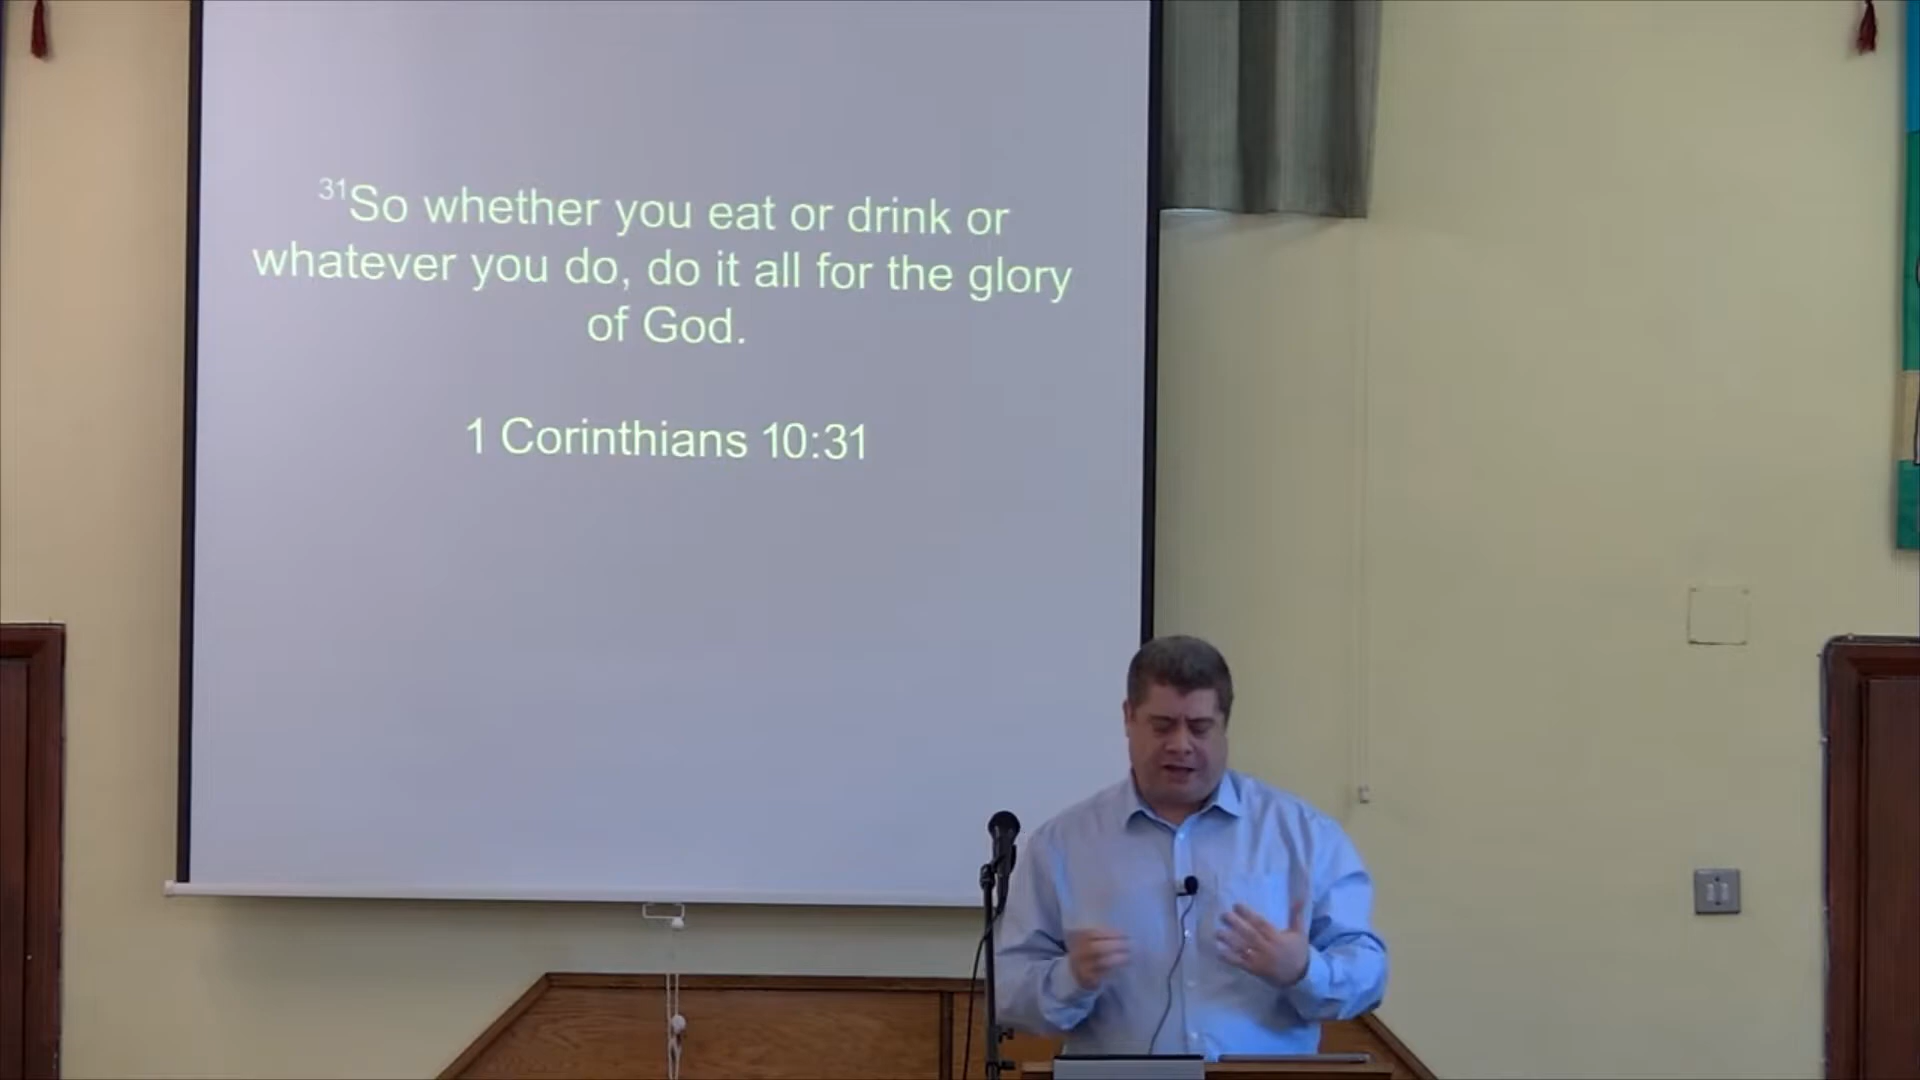 31So whether you eat or drink or
whatever you do, do it all for the glory
of God.
1 Corinthians 10:31